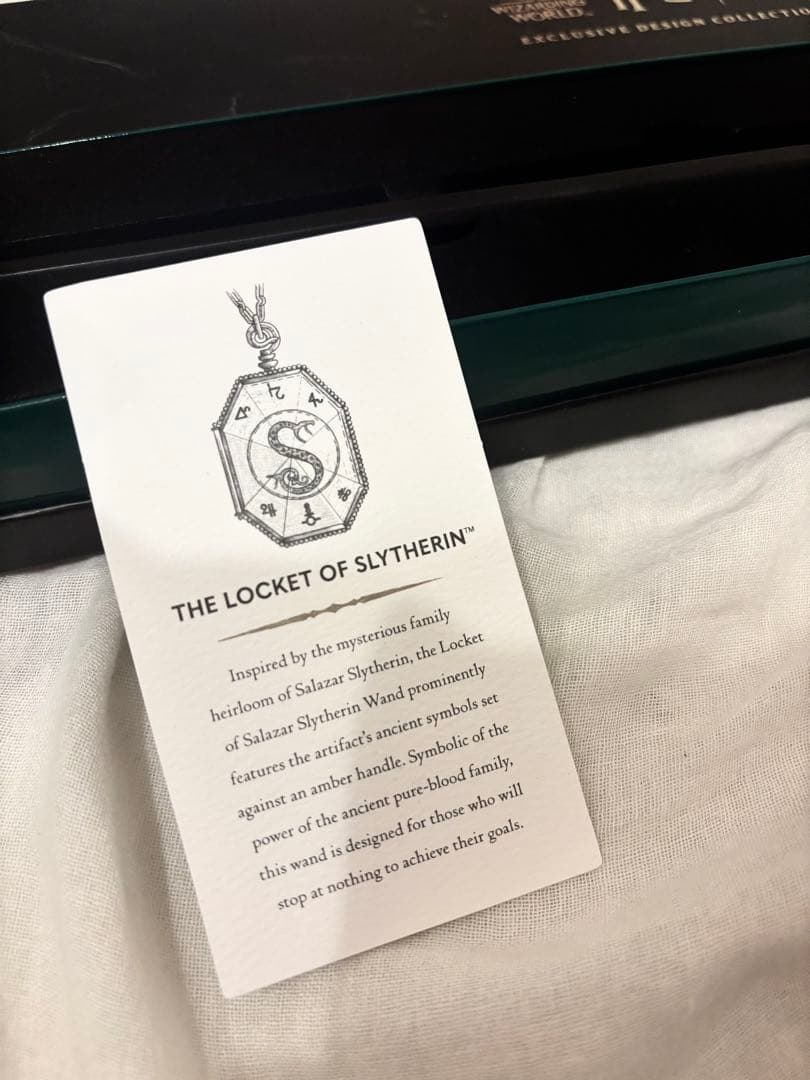 WIZARDING
WORLD™
EXCLUSIVE DESIGN COLLECTIO
THE LOCKET OF SLYTHERIN™
Inspired by the mysterious family
heirloom of Salazar Slytherin, the Locket
of Salazar Slytherin Wand prominently
features the artifact's ancient symbols set
against an amber handle. Symbolic of the
power of the ancient pure-blood family,
this wand is designed for those who will
stop at nothing to achieve their goals.